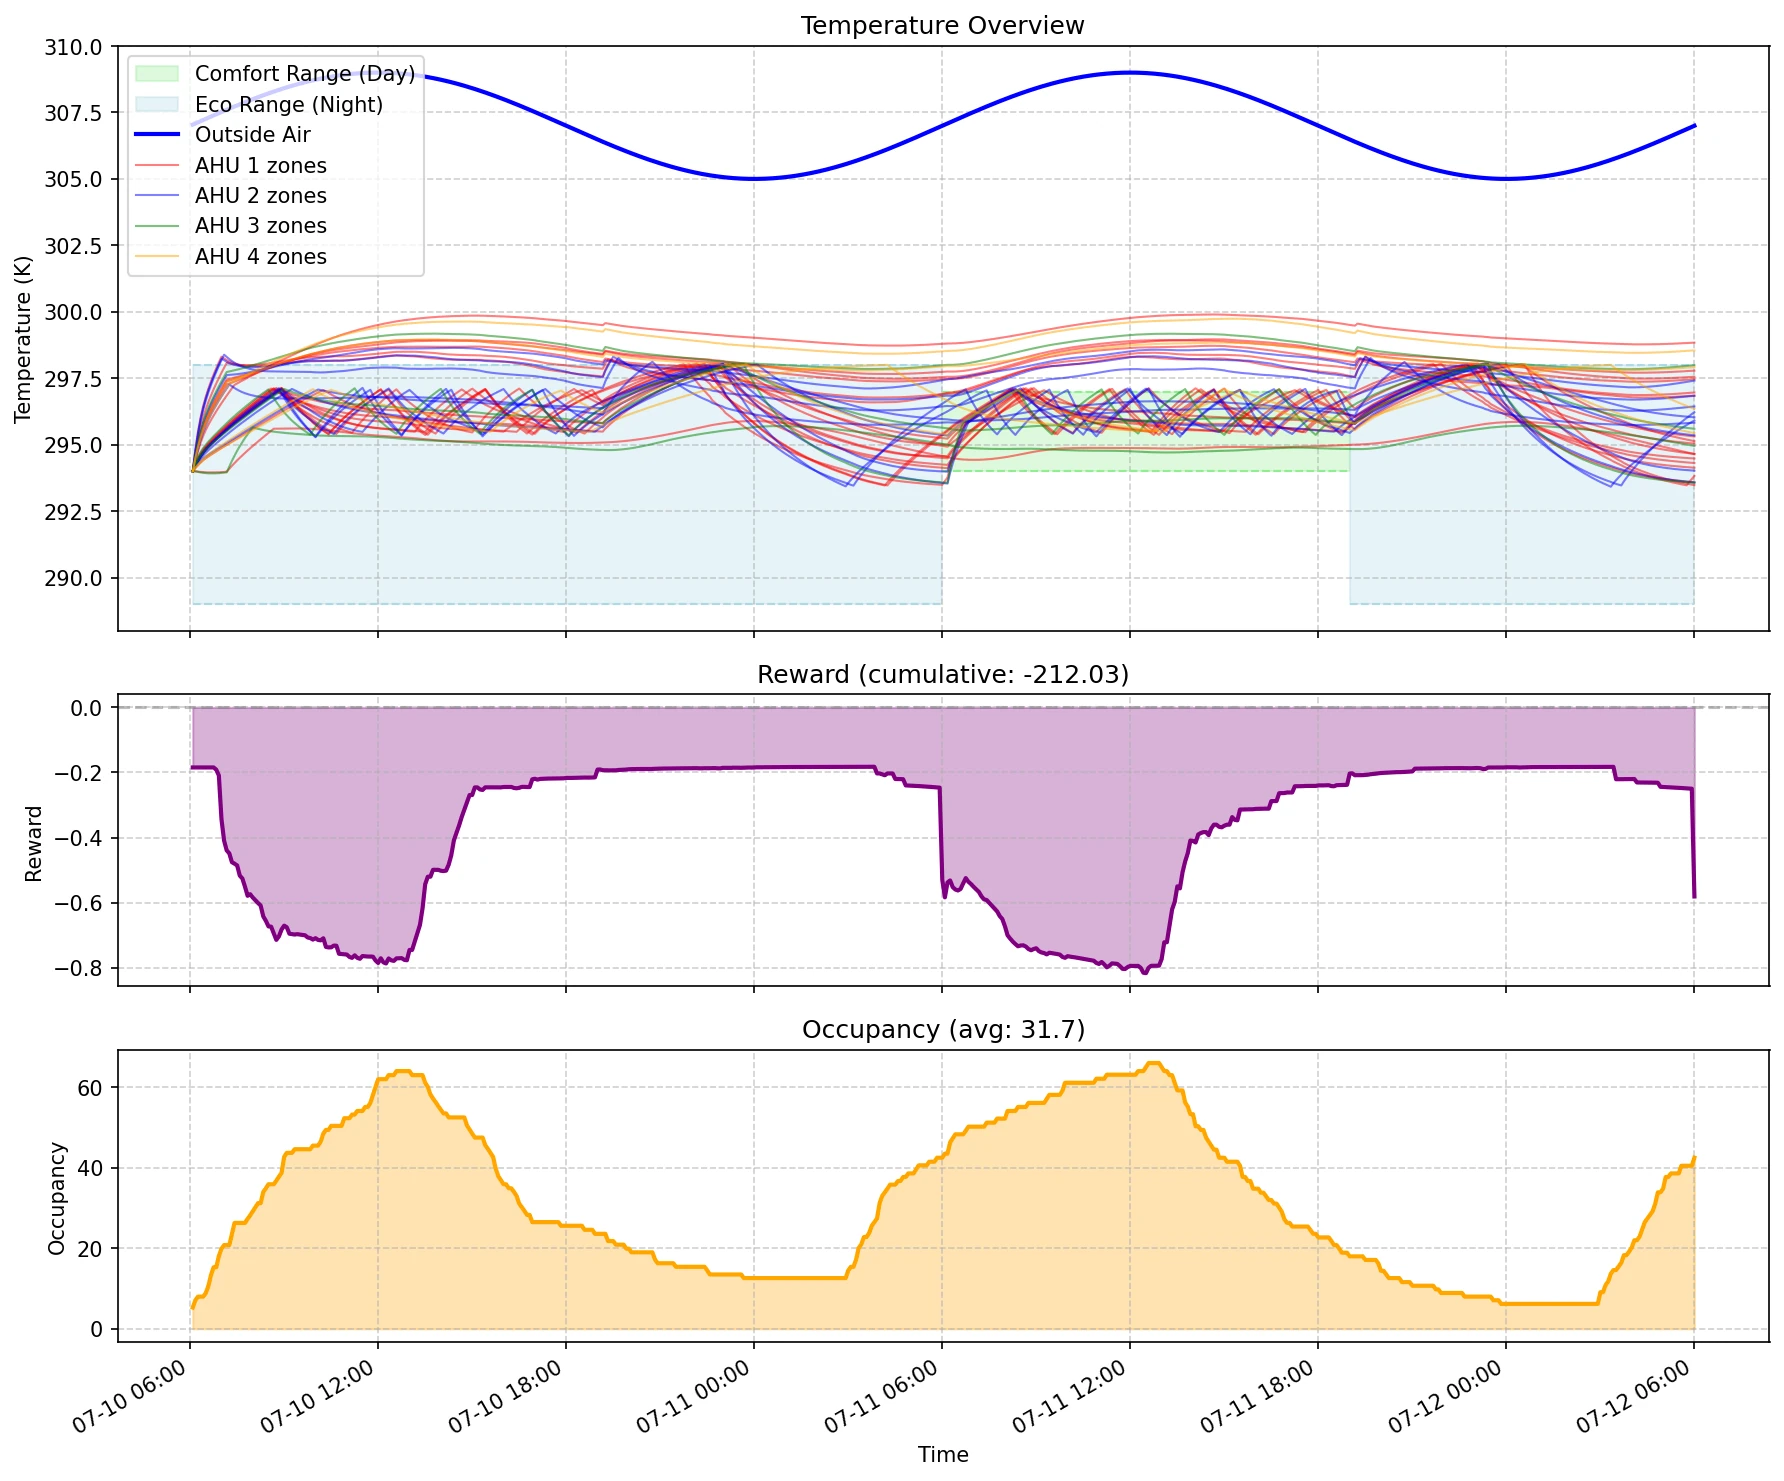 Temperature Overview
310.0
307.5
305.0
302.5
300.0
297.5
295.0
292.5
290.0
Temperature (K)
Comfort Range (Day)
Eco Range (Night)
Outside Air
AHU 1 zones
AHU 2 zones
AHU 3 zones
AHU 4 zones
Reward (cumulative: -212.03)
0.0
−0.2
−0.4
−0.6
−0.8
Reward
Occupancy (avg: 31.7)
60
40
20
0
Occupancy
07-10 06:00
07-10 12:00
07-10 18:00
07-11 00:00
07-11 06:00
07-11 12:00
07-11 18:00
07-12 00:00
07-12 06:00
Time